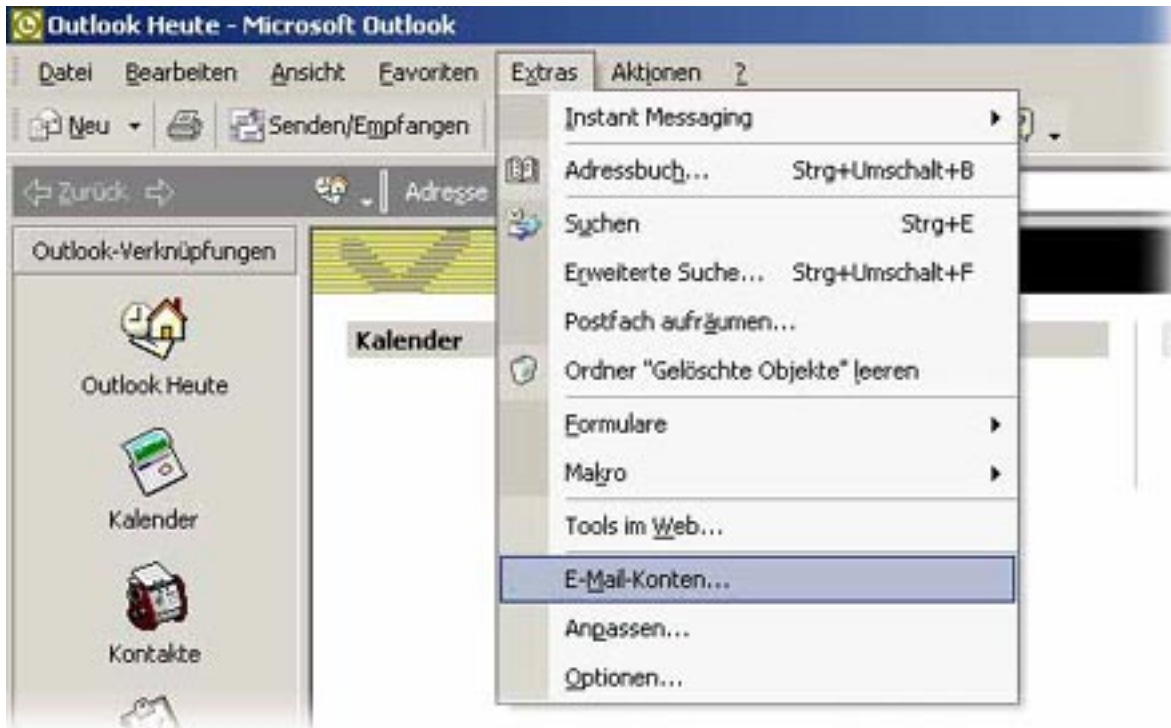 Outlook Heute - Microsoft Outlook
Datei Bearbeiten Ansicht Favoriten Extras Aktionen ?
Neu Senden/Empfangen
Zurück Adresse
Outlook-Verknüpfungen
Outlook Heute
Kalender
Kontakte
Kalender
Instant Messaging
Adressbuch... Strg+Umschalt+B
Suchen Strg+E
Erweiterte Suche... Strg+Umschalt+F
Postfach aufräumen...
Ordner "Gelöschte Objekte" leeren
Formulare
Makro
Tools im Web...
E-Mail-Konten...
Anpassen...
Optionen...